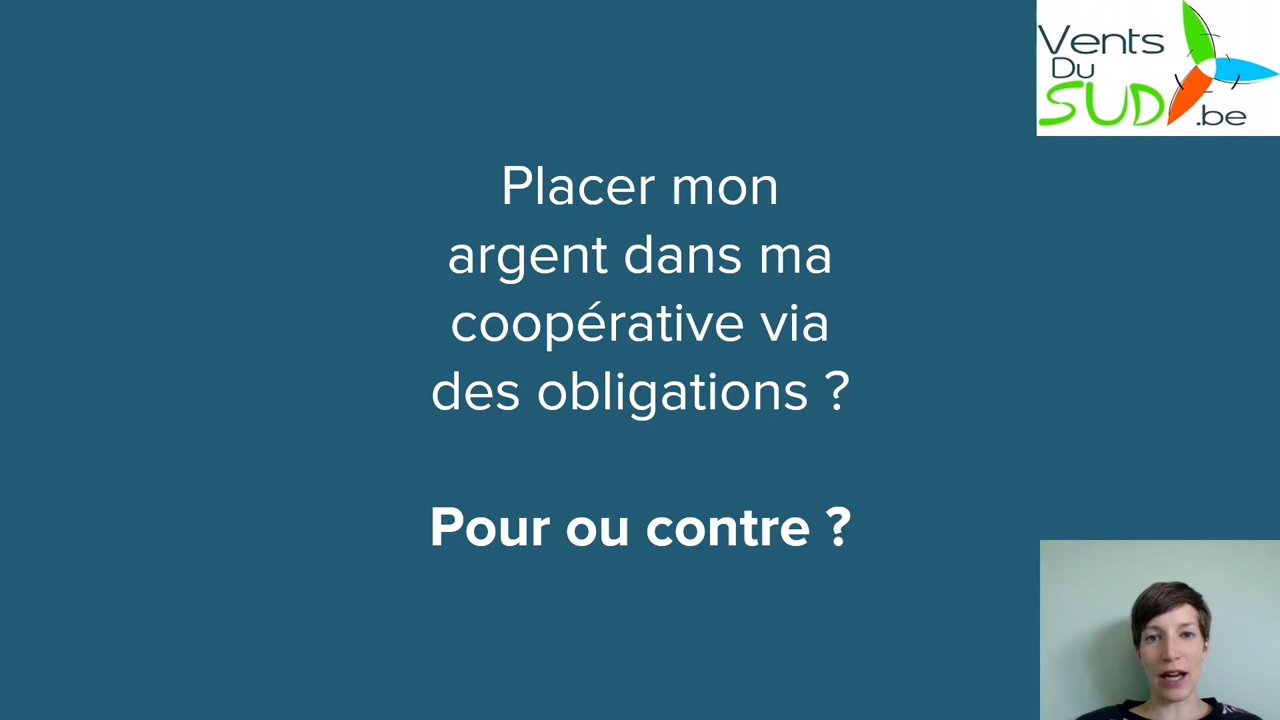 Vents
Du
SUD
.be
Placer mon
argent dans ma
coopérative via
des obligations ?
Pour ou contre ?